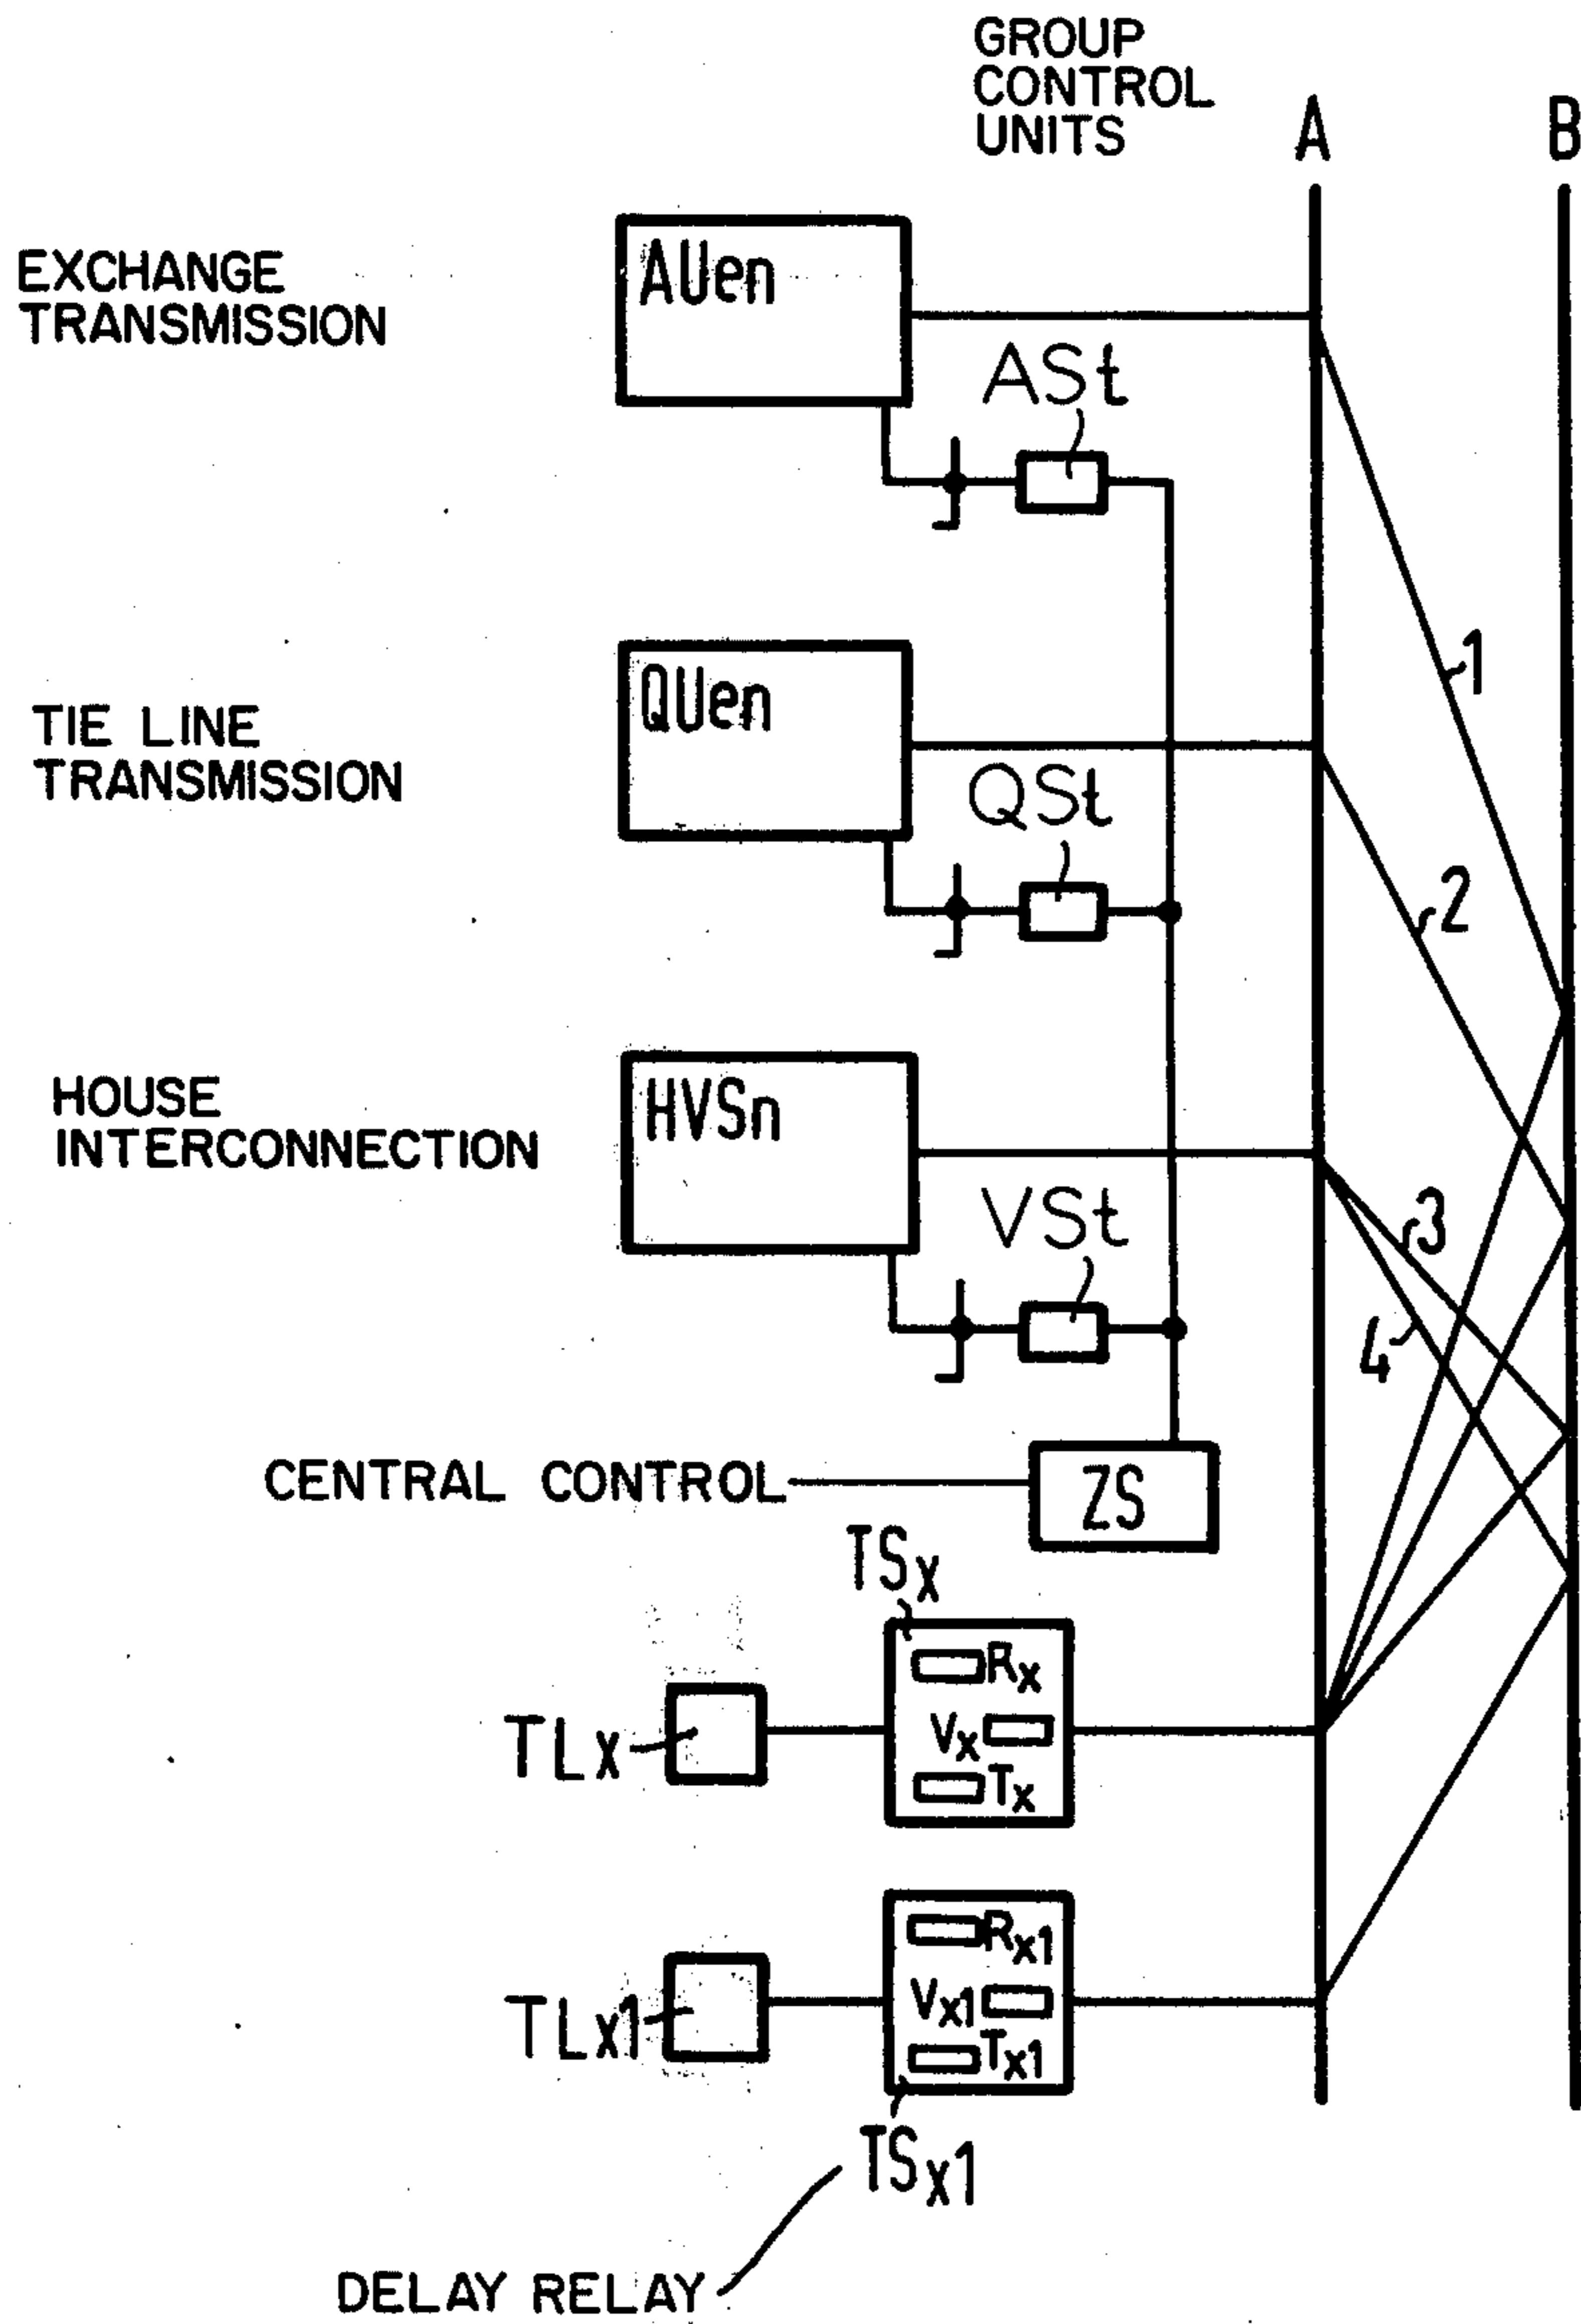 GROUP
CONTROL
UNITS
A
B
EXCHANGE
TRANSMISSION
AUen
ASt
1
TIE LINE
TRANSMISSION
QUen
QSt
2
HOUSE
INTERCONNECTION
HVSn
VSt
3
4
CENTRAL CONTROL
ZS
TSx
Rx
TLx
Vx
Tx
Rx1
TLx1
Vx1
Tx1
TSx1
DELAY RELAY